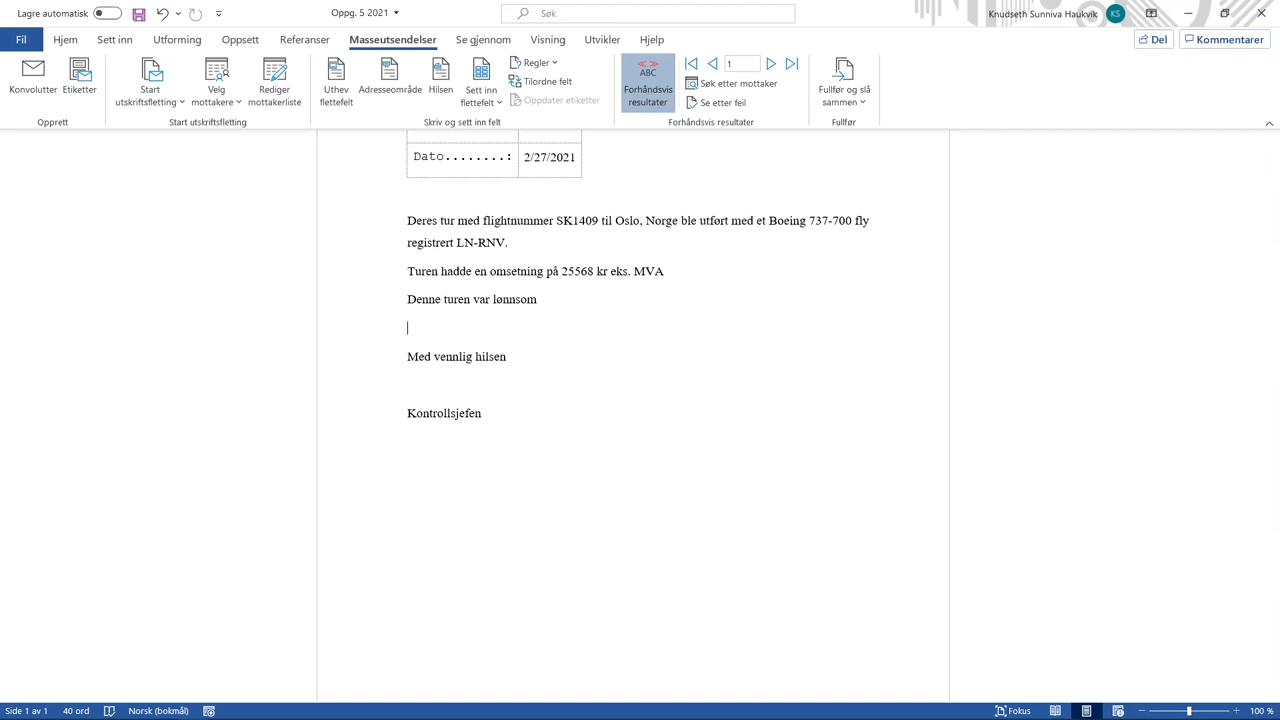 Lagre automatisk
Oppg. 5 2021
Søk
Knudseth Sunniva Haukvik
KS
Fil
Hjem
Sett inn
Utforming
Oppsett
Referanser
Masseutsendelser
Se gjennom
Visning
Utvikler
Hjelp
Del
Kommentarer
Konvolutter
Etiketter
Opprett
Start
utskriftsfletting
Velg
mottakere
Rediger
mottakerliste
Start utskriftsfletting
Uthev
flettefelt
Adresseområde
Hilsen
Sett inn
flettefelt
Regler
Tilordne felt
Oppdater etiketter
Skriv og sett inn felt
ABC
Forhåndsvis
resultater
1
Søk etter mottaker
Se etter feil
Forhåndsvis resultater
Fullfør og slå
sammen
Fullfør
Dato........: 2/27/2021
Deres tur med flightnummer SK1409 til Oslo, Norge ble utført med et Boeing 737-700 fly
registrert LN-RNV.
Turen hadde en omsetning på 25568 kr eks. MVA
Denne turen var lønnsom
Med vennlig hilsen
Kontrollsjefen
Side 1 av 1
40 ord
Norsk (bokmål)
Fokus
100 %